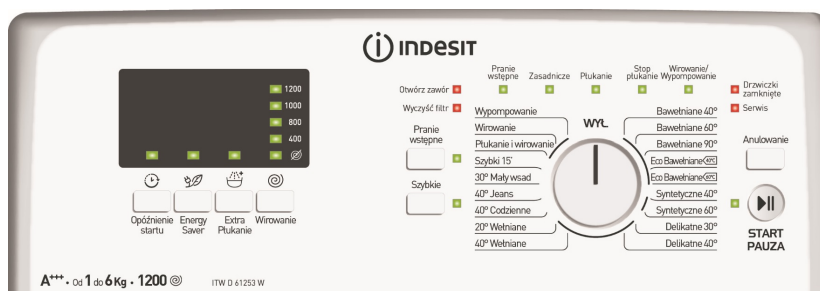 INDESIT
1200
1000
800
400
Opóźnienie
startu
Energy
Saver
Extra
Płukanie
Wirowanie
A+++ • Od 1 do 6 Kg • 1200
ITW D 61253 W
Pranie
wstępne
Zasadnicze
Płukanie
Stop
płukanie
Wirowanie/
Wypompowanie
Otwórz zawór
Wyczyść filtr
Drzwiczki
zamknięte
Serwis
Pranie
wstępne
Szybkie
Wypompowanie
Wirowanie
Płukanie i wirowanie
Szybki 15'
30° Mały wsad
40° Jeans
40° Codzienne
20° Wełniane
40° Wełniane
WYŁ.
Bawełniane 40°
Bawełniane 60°
Bawełniane 90°
Eco Bawełniane
Eco Bawełniane
Syntetyczne 40°
Syntetyczne 60°
Delikatne 30°
Delikatne 40°
Anulowanie
START
PAUZA